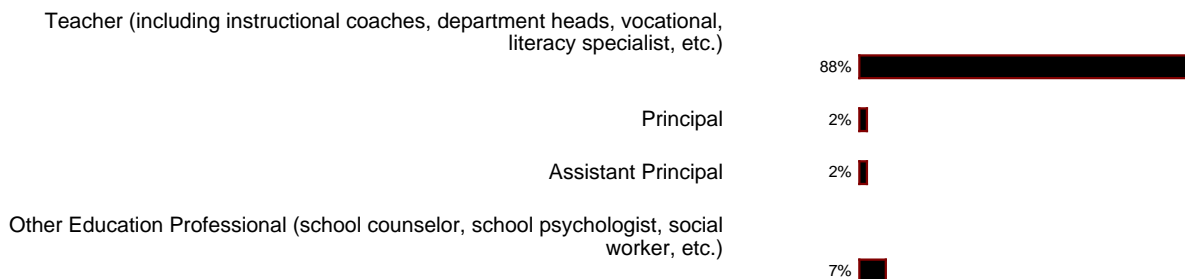 Teacher (including instructional coaches, department heads, vocational,
literacy specialist, etc.)
88%
Principal
2%
Assistant Principal
2%
Other Education Professional (school counselor, school psychologist, social
worker, etc.)
7%